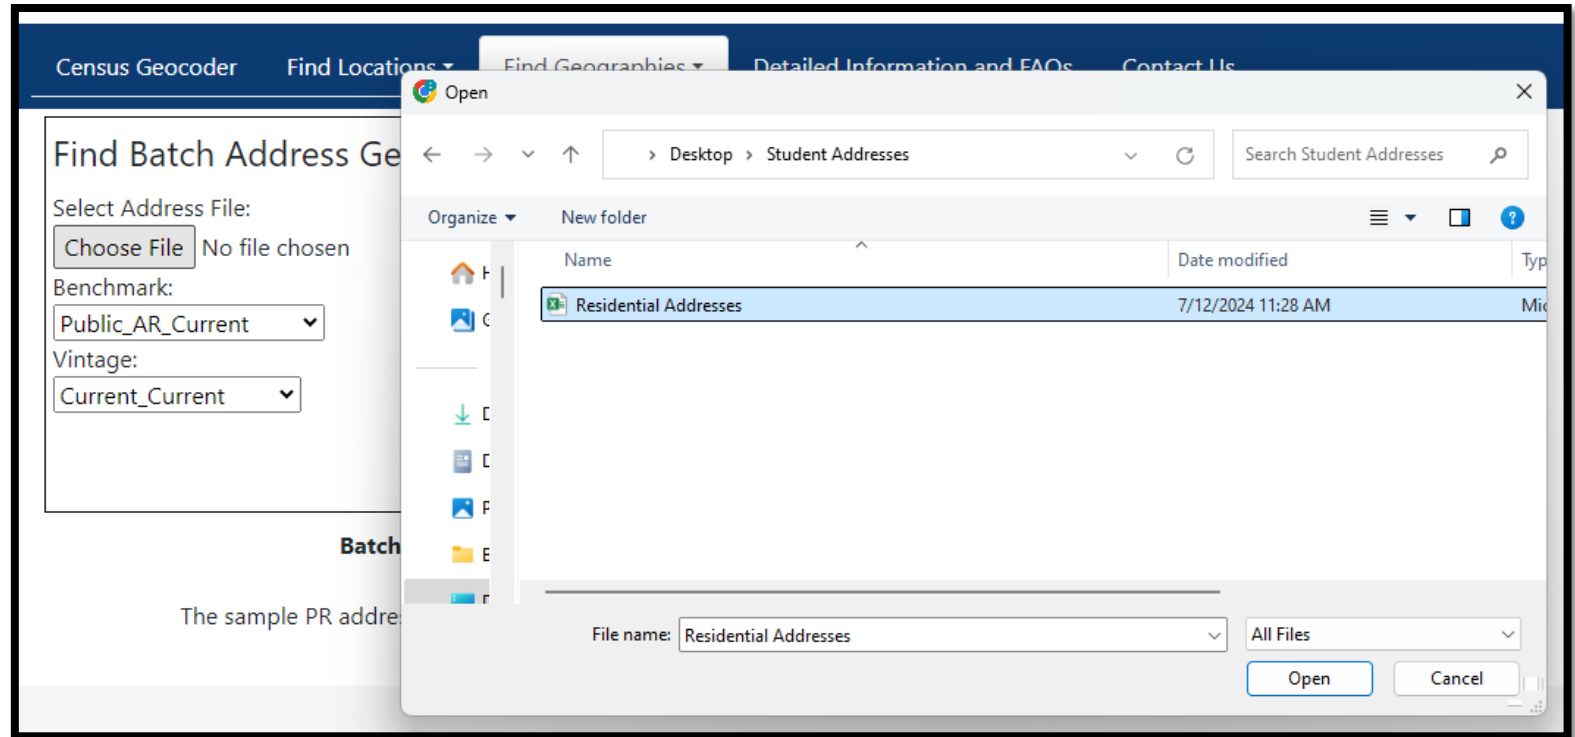 Census Geocoder Find Locations Find Geographies Detailed Information and FAQs Contact Us
Open
Find Batch Address Ge
Desktop > Student Addresses
Search Student Addresses
Select Address File:
Choose File No file chosen
Organize New folder
Name Date modified Typ
Benchmark:
Public_AR_Current
Residential Addresses 7/12/2024 11:28 AM Mic
Vintage:
Current_Current
Batch
The sample PR addre
File name: Residential Addresses All Files
Open Cancel